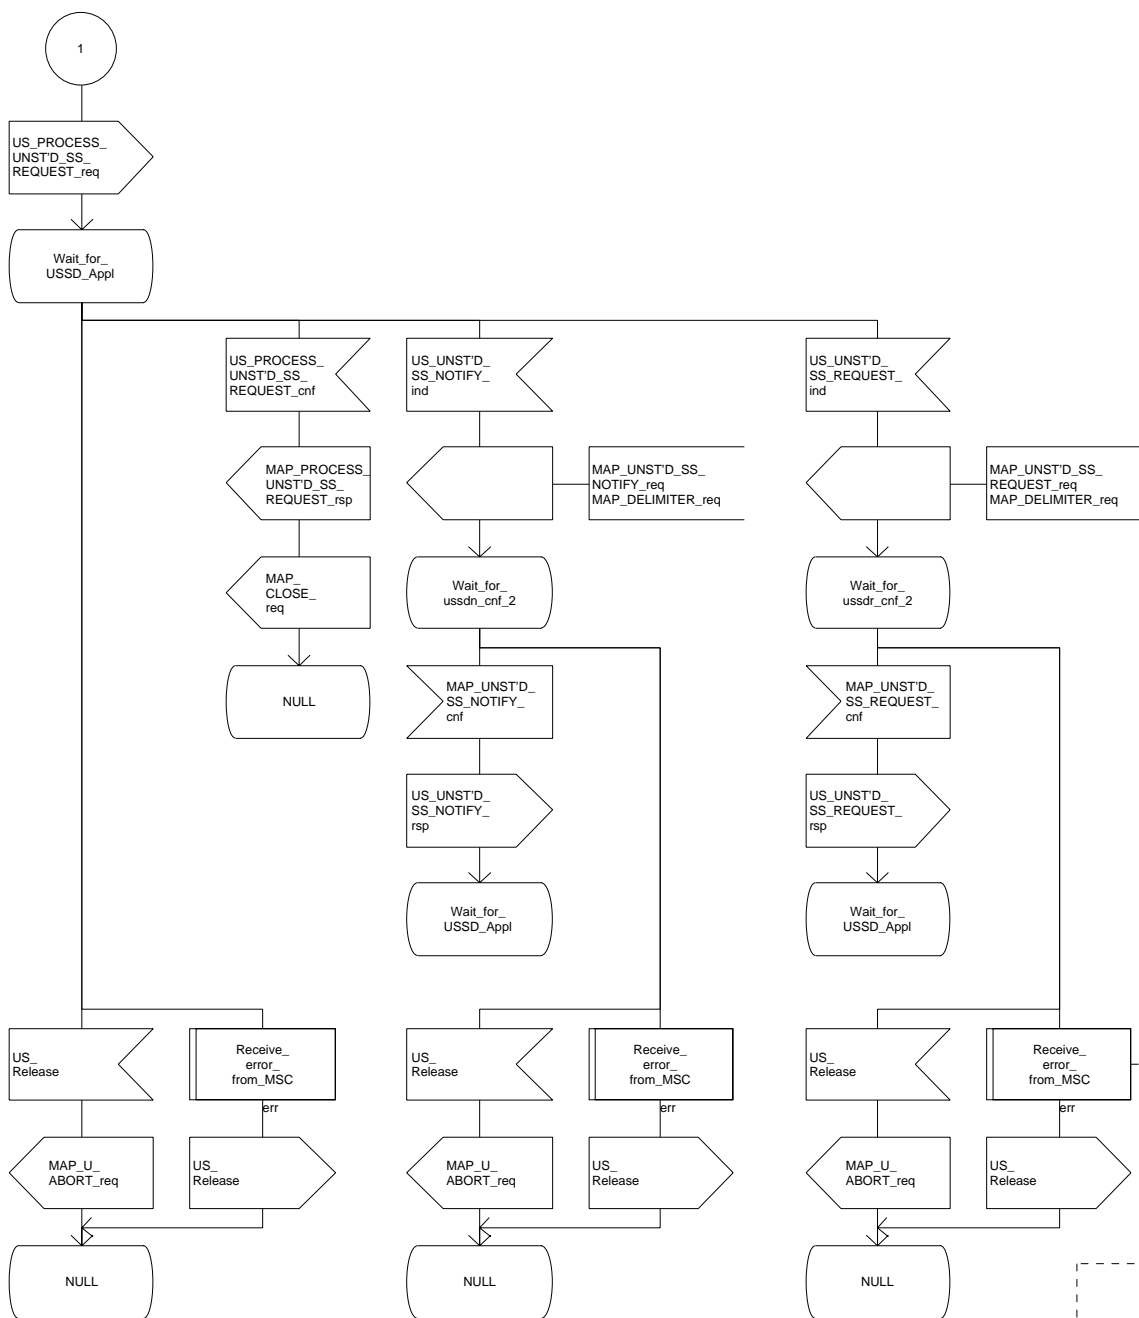 1
US_PROCESS_
UNST'D_SS_
REQUEST_req
Wait_for_
USSD_Appl
US_PROCESS_
UNST'D_SS_
REQUEST_cnf
US_UNST'D_
SS_NOTIFY_
ind
US_UNST'D_
SS_REQUEST_
ind
MAP_PROCESS_
UNST'D_SS_
REQUEST_rsp
MAP_UNST'D_SS_
NOTIFY_req
MAP_DELIMITER_req
MAP_UNST'D_SS_
REQUEST_req
MAP_DELIMITER_req
MAP_
CLOSE_
req
Wait_for_
ussdn_cnf_2
Wait_for_
ussdr_cnf_2
NULL
MAP_UNST'D_
SS_NOTIFY_
cnf
MAP_UNST'D_
SS_REQUEST_
cnf
US_UNST'D_
SS_NOTIFY_
rsp
US_UNST'D_
SS_REQUEST_
rsp
Wait_for_
USSD_Appl
Wait_for_
USSD_Appl
US_
Release
Receive_
error_
from_MSC
err
US_
Release
Receive_
error_
from_MSC
err
US_
Release
Receive_
error_
from_MSC
err
MAP_U_
ABORT_req
US_
Release
MAP_U_
ABORT_req
US_
Release
MAP_U_
ABORT_req
US_
Release
NULL
NULL
NULL